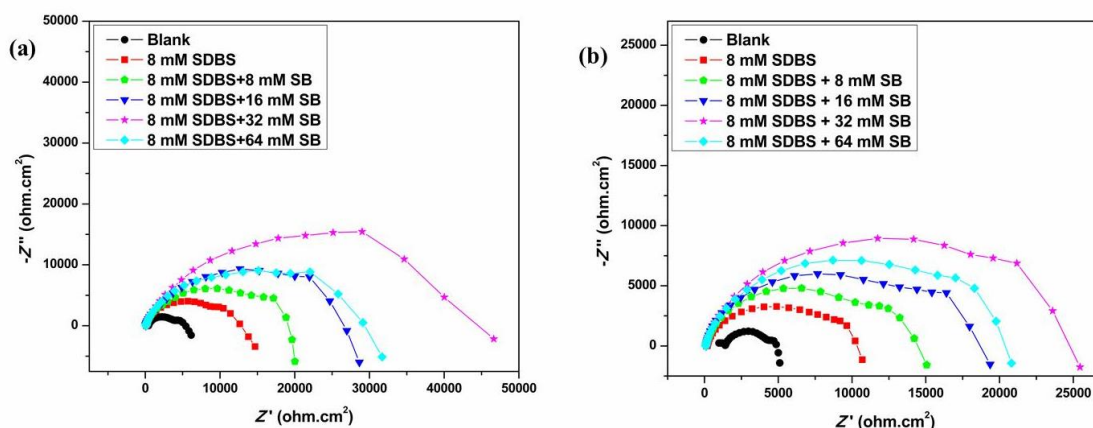 (a)
50000
40000
30000
20000
10000
0
-Z" (ohm.cm²)
Blank
8 mM SDBS
8 mM SDBS+8 mM SB
8 mM SDBS+16 mM SB
8 mM SDBS+32 mM SB
8 mM SDBS+64 mM SB
0 10000 20000 30000 40000 50000
Z' (ohm.cm²)
(b)
25000
20000
15000
10000
5000
0
-Z" (ohm.cm²)
Blank
8 mM SDBS
8 mM SDBS + 8 mM SB
8 mM SDBS + 16 mM SB
8 mM SDBS + 32 mM SB
8 mM SDBS + 64 mM SB
0 5000 10000 15000 20000 25000
Z' (ohm.cm²)